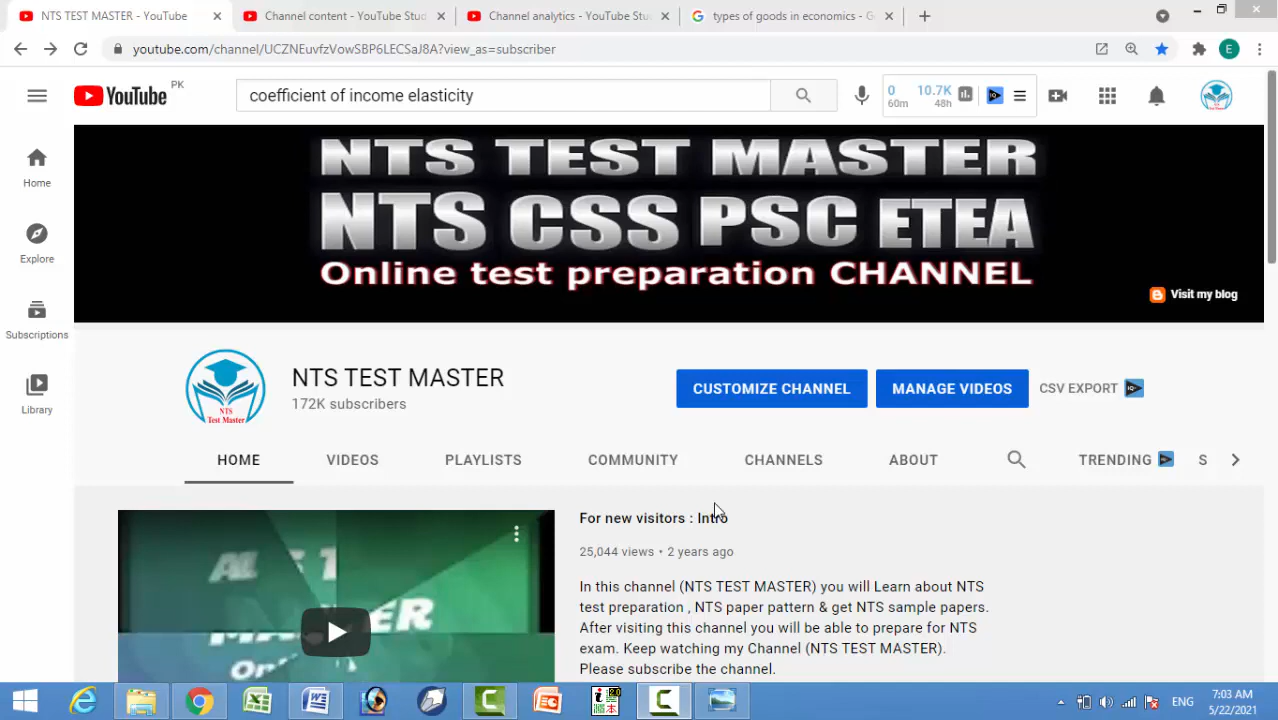 NTS TEST MASTER - YouTube
Channel content - YouTube Stud
Channel analytics - YouTube Stu
types of goods in economics - G
youtube.com/channel/UCZNEuvfzVowSBP6LECSaJ8A?view_as=subscriber
E
YouTube PK
coefficient of income elasticity
0 10.7K
60m 48h
NTS TEST MASTER
NTS CSS PSC ETEA
Online test preparation CHANNEL
Visit my blog
Home
Explore
Subscriptions
Library
NTS
Test Master
NTS TEST MASTER
172K subscribers
CUSTOMIZE CHANNEL
MANAGE VIDEOS
CSV EXPORT
HOME VIDEOS PLAYLISTS COMMUNITY CHANNELS ABOUT TRENDING S
For new visitors : Intro
25,044 views • 2 years ago
In this channel (NTS TEST MASTER) you will Learn about NTS
test preparation , NTS paper pattern & get NTS sample papers.
After visiting this channel you will be able to prepare for NTS
exam. Keep watching my Channel (NTS TEST MASTER).
Please subscribe the channel.
ENG
7:03 AM
5/22/2021